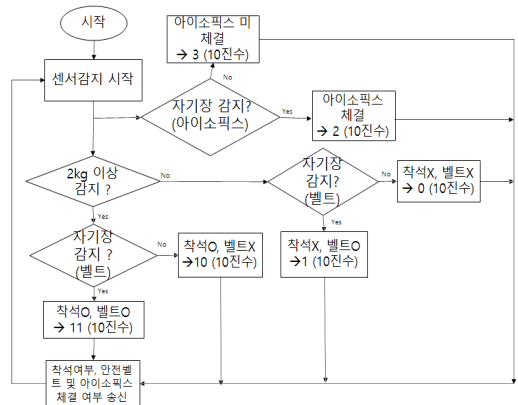 시작
아이소픽스 미
체결
→ 3 (10진수)
센서감지 시작
No
자기장 감지?
(아이소픽스)
Yes
아이소픽스
체결
→ 2 (10진수)
2kg 이상
감지 ?
No
자기장
감지?
(벨트)
No
착석X, 벨트X
→ 0 (10진수)
Yes
Yes
자기장
감지 ?
(벨트)
No
착석O, 벨트X
→10 (10진수)
착석X, 벨트O
→1 (10진수)
Yes
착석O, 벨트O
→ 11 (10진수)
착석여부, 안전벨
트 및 아이소픽스
체결 여부 송신